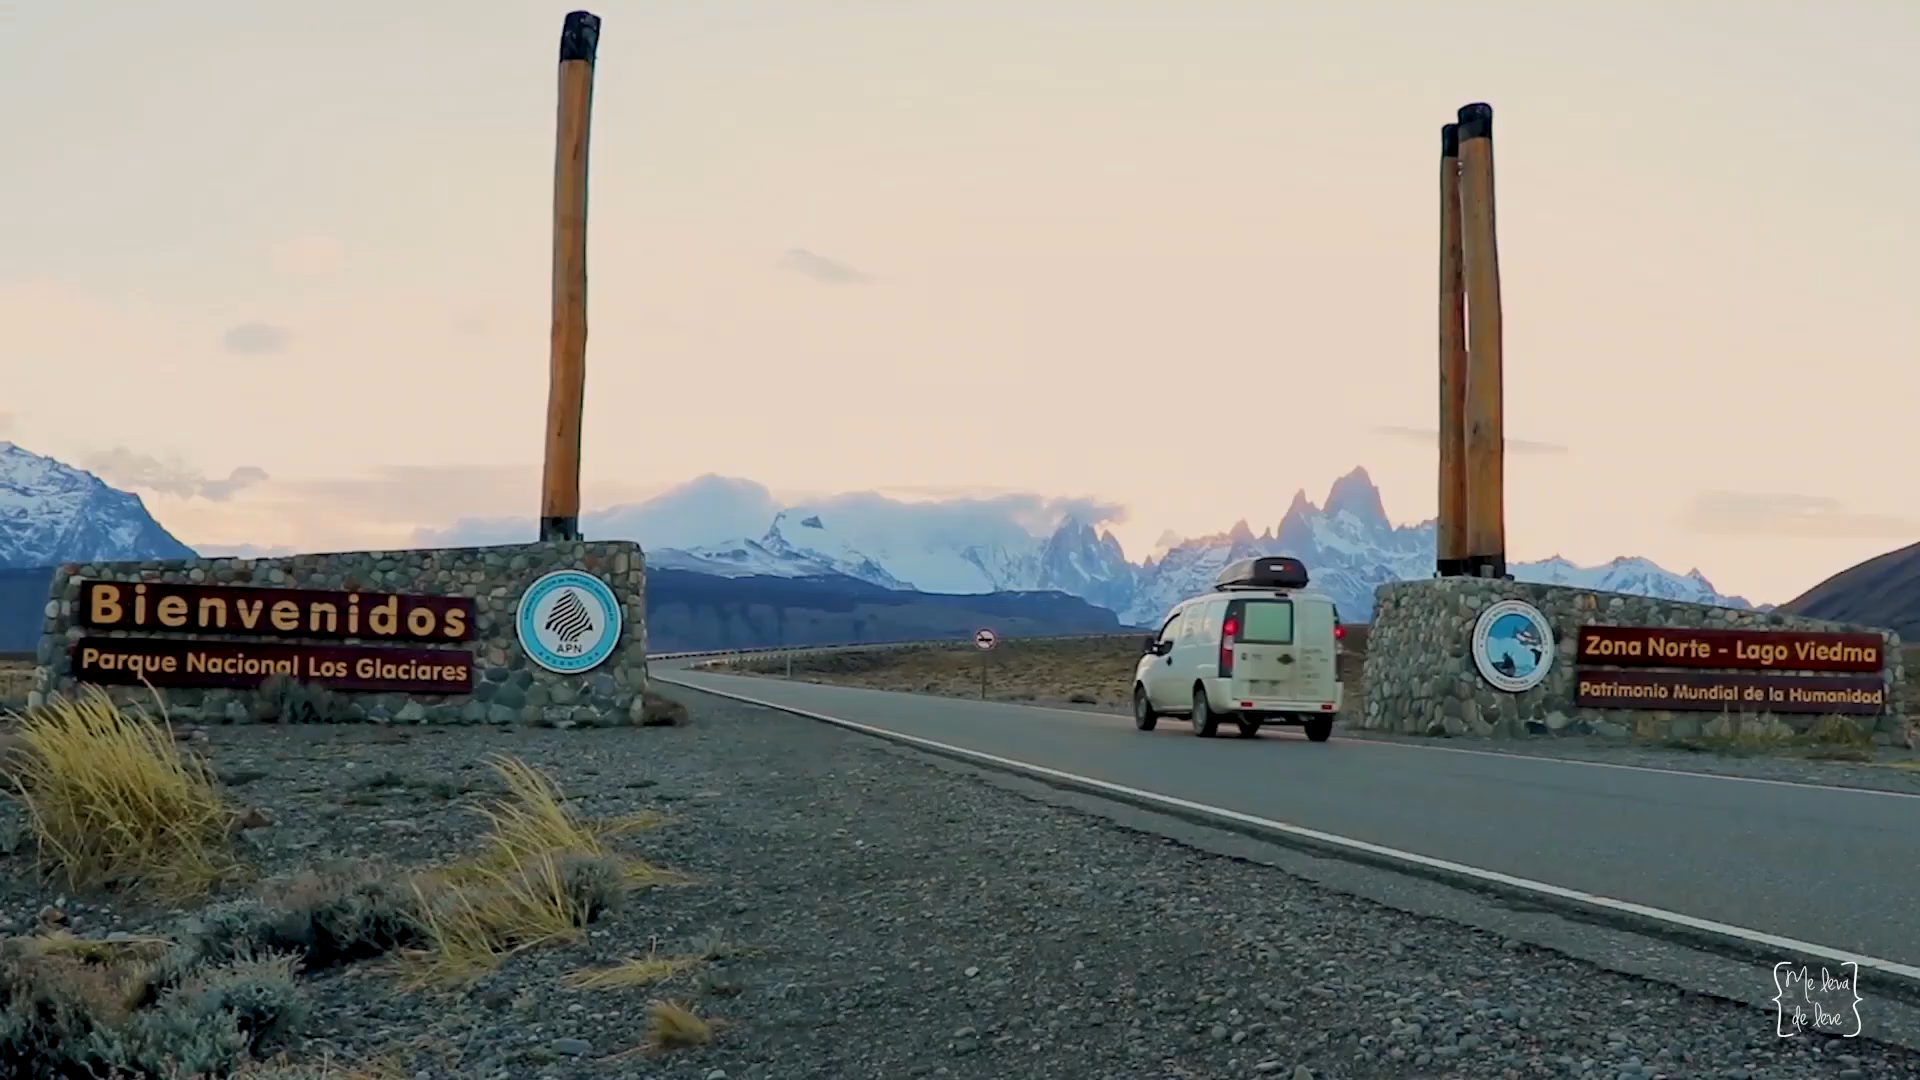 Bienvenidos
Parque Nacional Los Glaciares
APN
ARGENTINA
Zona Norte - Lago Viedma
Patrimonio Mundial de la Humanidad
Me leva
de leve